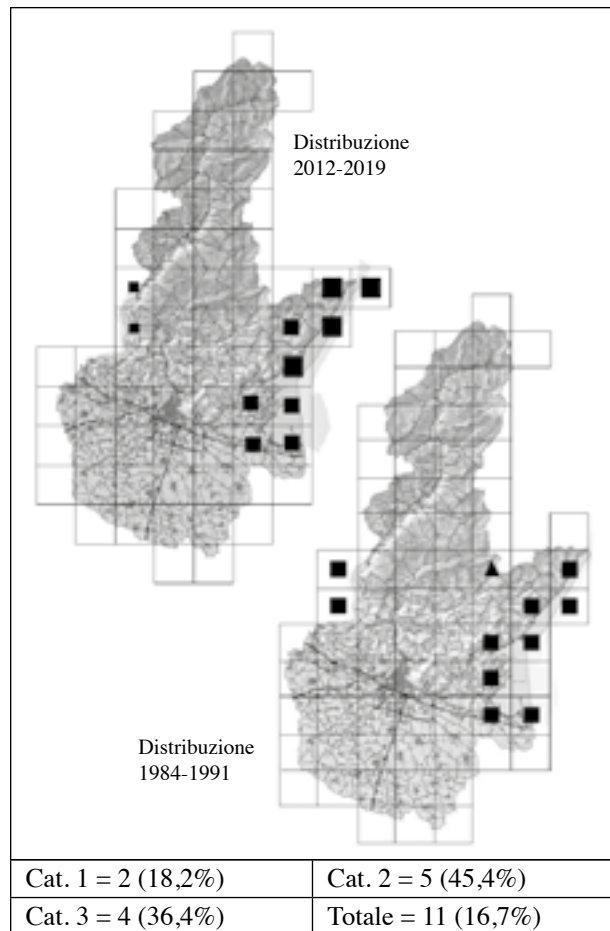 Distribuzione
2012-2019
Distribuzione
1984-1991
Cat. 1 = 2 (18,2%)
Cat. 2 = 5 (45,4%)
Cat. 3 = 4 (36,4%)
Totale = 11 (16,7%)